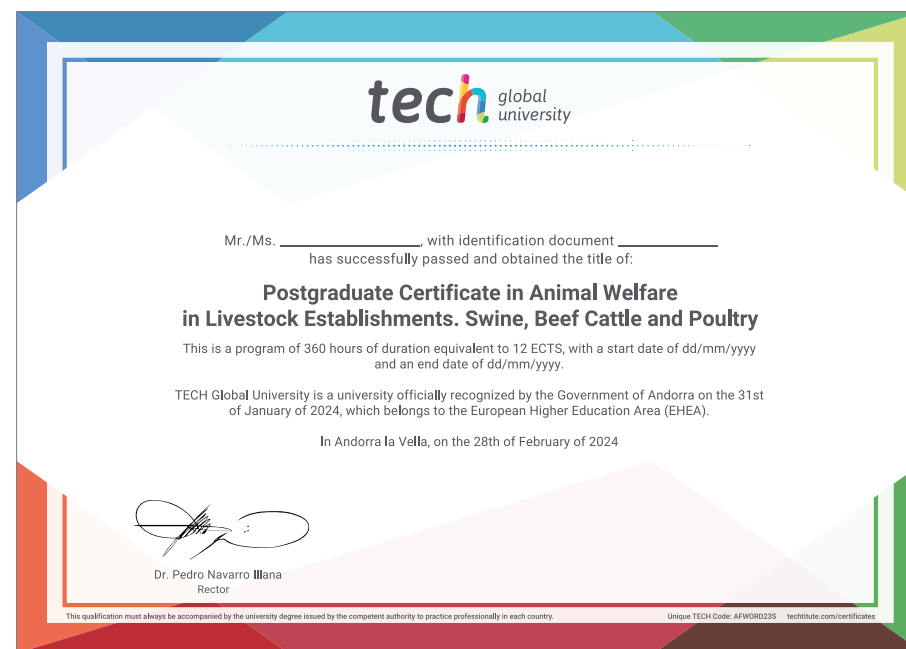 tech global university
Mr./Ms. ____________, with identification document ____________
has successfully passed and obtained the title of:
Postgraduate Certificate in Animal Welfare
in Livestock Establishments. Swine, Beef Cattle and Poultry
This is a program of 360 hours of duration equivalent to 12 ECTS, with a start date of dd/mm/yyyy
and an end date of dd/mm/yyyy.
TECH Global University is a university officially recognized by the Government of Andorra on the 31st
of January of 2024, which belongs to the European Higher Education Area (EHEA).
In Andorra la Vella, on the 28th of February of 2024
Dr. Pedro Navarro Illana
Rector
This qualification must always be accompanied by the university degree issued by the competent authority to practice professionally in each country.
Unique TECH Code: AFWORD23S techtitute.com/certificates